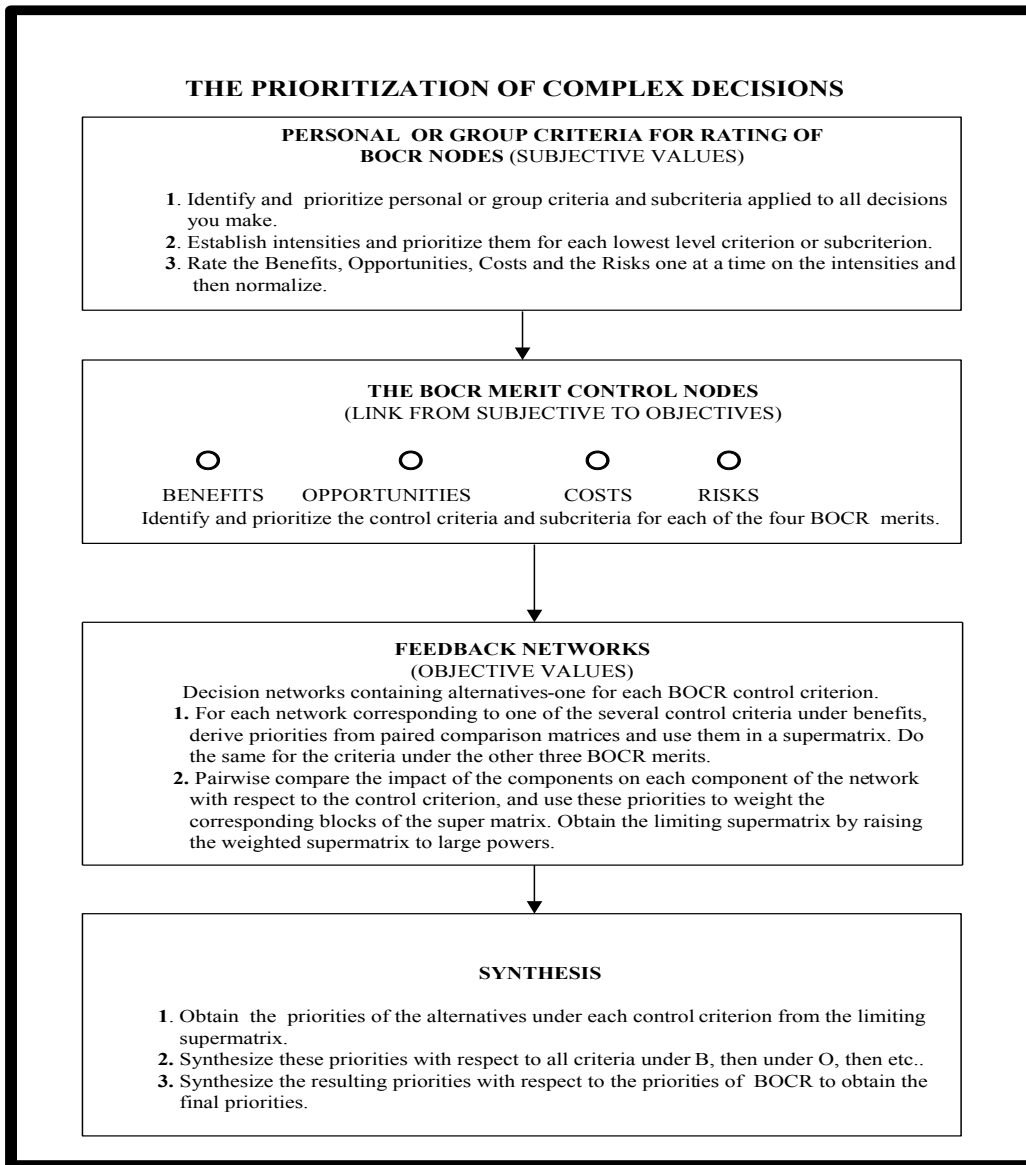 THE PRIORITIZATION OF COMPLEX DECISIONS
PERSONAL OR GROUP CRITERIA FOR RATING OF
BOCR NODES (SUBJECTIVE VALUES)
1. Identify and prioritize personal or group criteria and subcriteria applied to all decisions
you make.
2. Establish intensities and prioritize them for each lowest level criterion or subcriterion.
3. Rate the Benefits, Opportunities, Costs and the Risks one at a time on the intensities and
then normalize.
THE BOCR MERIT CONTROL NODES
(LINK FROM SUBJECTIVE TO OBJECTIVES)
BENEFITS OPPORTUNITIES COSTS RISKS
Identify and prioritize the control criteria and subcriteria for each of the four BOCR merits.
FEEDBACK NETWORKS
(OBJECTIVE VALUES)
Decision networks containing alternatives-one for each BOCR control criterion.
1. For each network corresponding to one of the several control criteria under benefits,
derive priorities from paired comparison matrices and use them in a supermatrix. Do
the same for the criteria under the other three BOCR merits.
2. Pairwise compare the impact of the components on each component of the network
with respect to the control criterion, and use these priorities to weight the
corresponding blocks of the super matrix. Obtain the limiting supermatrix by raising
the weighted supermatrix to large powers.
SYNTHESIS
1. Obtain the priorities of the alternatives under each control criterion from the limiting
supermatrix.
2. Synthesize these priorities with respect to all criteria under B, then under O, then etc..
3. Synthesize the resulting priorities with respect to the priorities of BOCR to obtain the
final priorities.